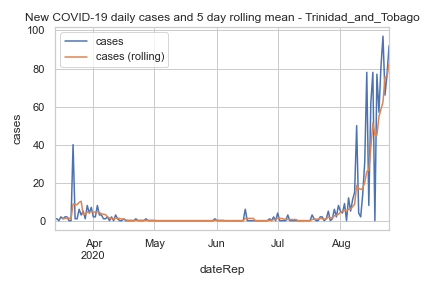 New COVID-19 daily cases and 5 day rolling mean - Trinidad_and_Tobago
cases
cases (rolling)
100
80
60
40
20
0
cases
Apr
2020
May
Jun
Jul
Aug
dateRep